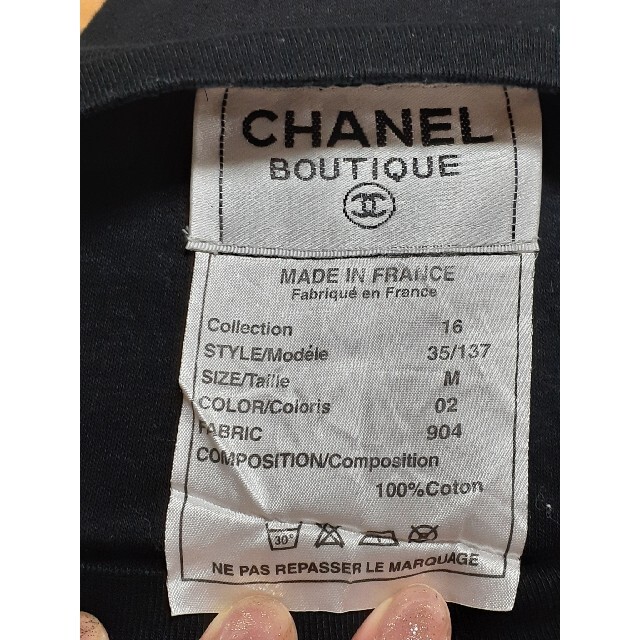 CHANEL
BOUTIQUE
MADE IN FRANCE
Fabriqué en France
Collection 16
STYLE/Modéle 35/137
SIZE/Taille M
COLOR/Coloris 02
FABRIC 904
COMPOSITION/Composition
100%Coton
30°
NE PAS REPASSER LE MARQUAGE